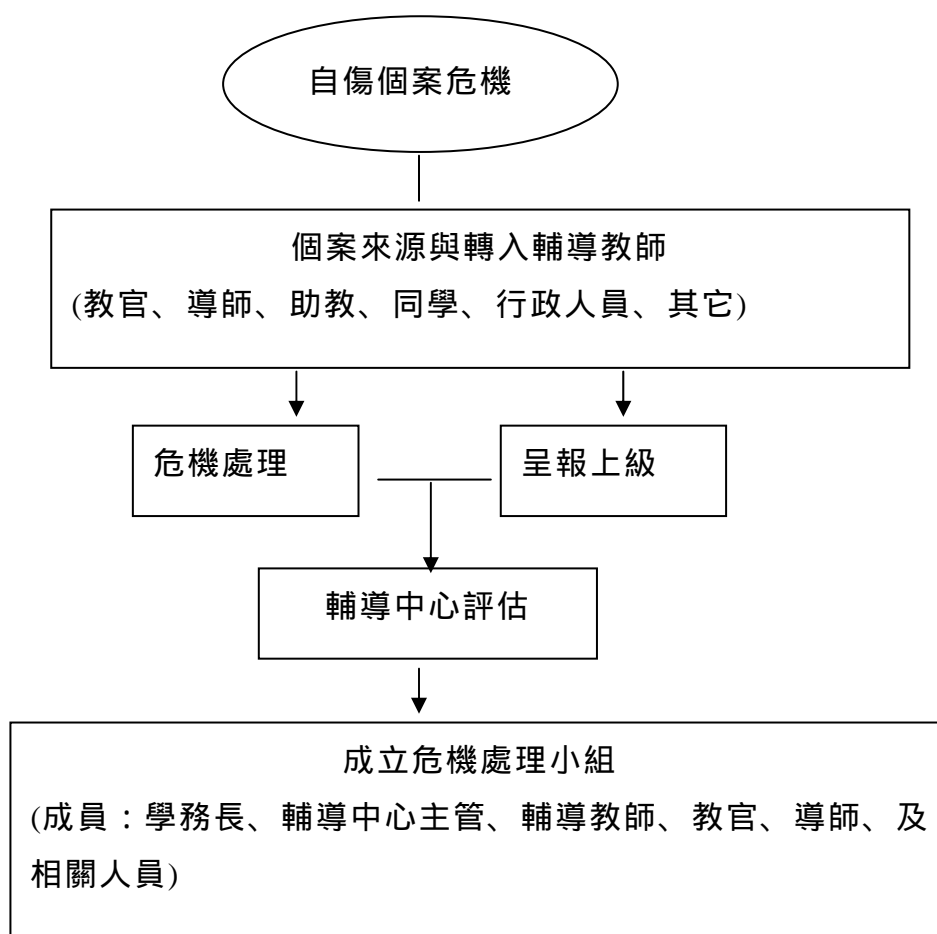 自傷個案危機
個案來源與轉入輔導教師
(教官、導師、助教、同學、行政人員、其它)
危機處理
呈報上級
輔導中心評估
成立危機處理小組
(成員：學務長、輔導中心主管、輔導教師、教官、導師、及
相關人員)